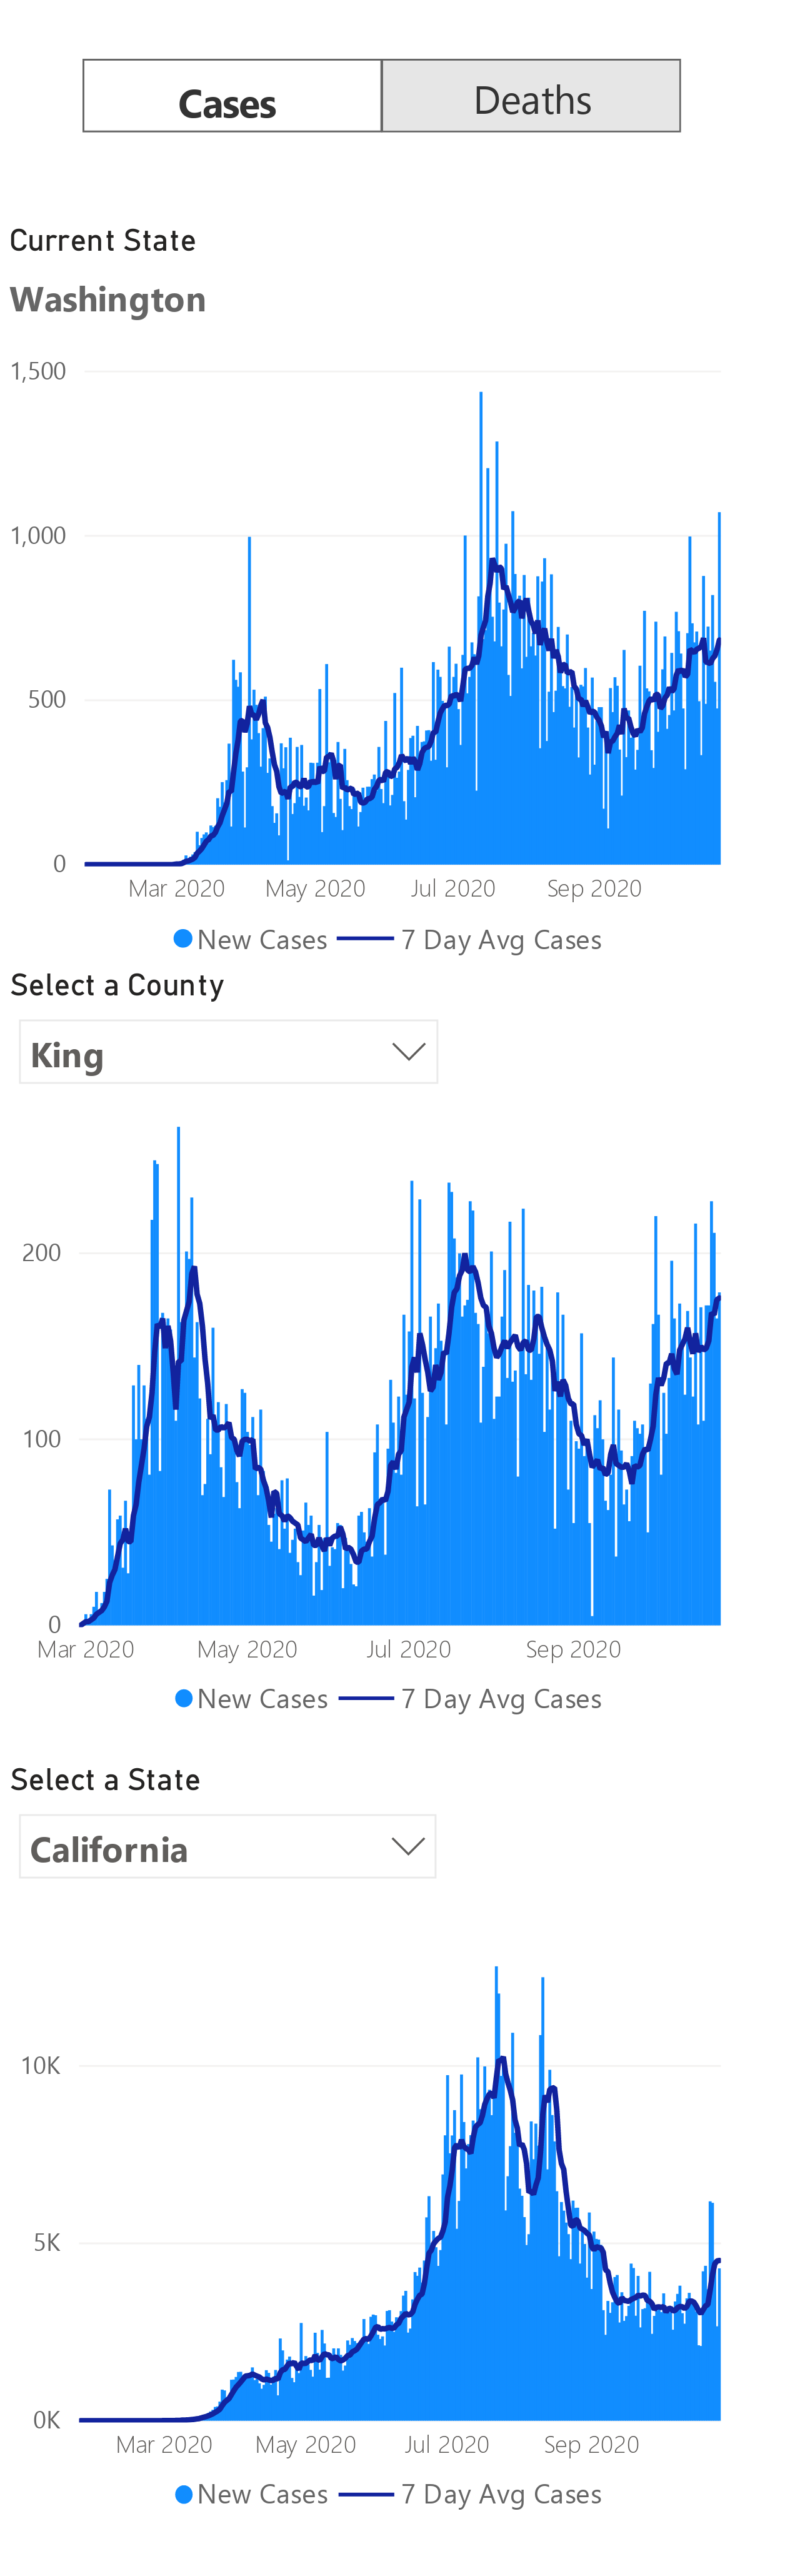 Cases Deaths
Current State
Washington
1,500
1,000
500
0
Mar 2020 May 2020 Jul 2020 Sep 2020
New Cases 7 Day Avg Cases
Select a County
King
200
100
0
Mar 2020 May 2020 Jul 2020 Sep 2020
New Cases 7 Day Avg Cases
Select a State
California
10K
5K
0K
Mar 2020 May 2020 Jul 2020 Sep 2020
New Cases 7 Day Avg Cases